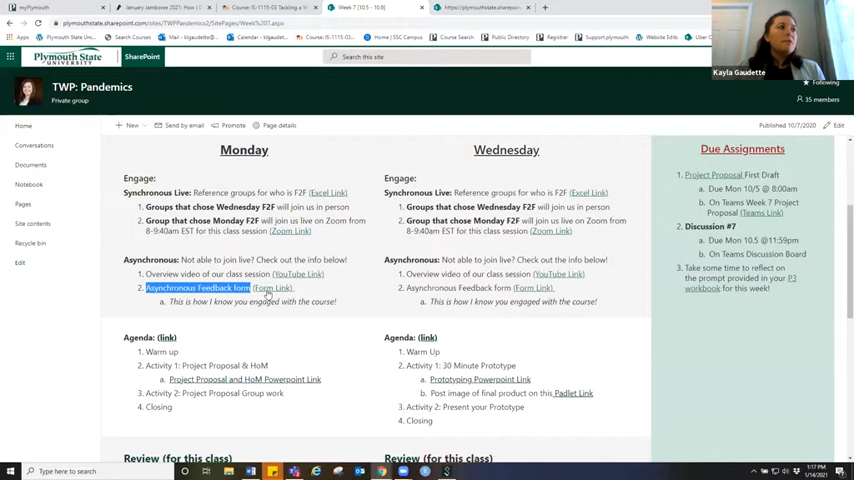 myPlymouth
January Jamboree 2021: How I D
Course: IS-1115-03 Tackling a W
Week 7 (10.5 - 10.9)
https://plymouthstate.sharepoint.
plymouthstate.sharepoint.com/sites/TWPPandemics2/SitePages/Week%207.aspx
Apps
Plymouth State Uni
Calendar - klgaudet
Course: IS-1115-03
Home | SSC Campus
Course Search
Public Directory
Registrar
Support.plymouth
Website Edits
Plymouth State
UNIVERSITY
SharePoint
Search this site
Kayla Gaudette
TWP: Pandemics
Private group
Following
35 members
Home
Conversations
Documents
Notebook
Pages
Site contents
Recycle bin
Edit
New
Send by email
Promote
Page details
Published 10/7/2020
Edit
Monday
Engage:
Synchronous Live: Reference groups for who is F2F (Excel Link)
1. Groups that chose Wednesday F2F will join us in person
2. Group that chose Monday F2F will join us live on Zoom from
8-9:40am EST for this class session (Zoom Link)
Asynchronous: Not able to join live? Check out the info below!
1. Overview video of our class session (YouTube Link)
2. Asynchronous Feedback form (Form Link)
a. This is how I know you engaged with the course!
Agenda: (link)
1. Warm up
2. Activity 1: Project Proposal & HoM
a. Project Proposal and HoM Powerpoint Link
3. Activity 2: Project Proposal Group work
4. Closing
Review (for this class)
Wednesday
Engage:
Synchronous Live: Reference groups for who is F2F (Excel Link)
1. Groups that chose Wednesday F2F will join us in person
2. Group that chose Monday F2F will join us live on Zoom from
8-9:40am EST for this class session (Zoom Link)
Asynchronous: Not able to join live? Check out the info below!
1. Overview video of our class session (YouTube Link)
2. Asynchronous Feedback form (Form Link)
a. This is how I know you engaged with the course!
Agenda: (link)
1. Warm Up
2. Activity 1: 30 Minute Prototype
a. Prototyping Powerpoint Link
b. Post image of final product on this Padlet Link
3. Activity 2: Present your Prototype
4. Closing
Review (for this class)
Due Assignments
1. Project Proposal First Draft
a. Due Mon 10/5 @ 8:00am
b. On Teams Week 7 Project
Proposal (Teams Link)
2. Discussion #7
a. Due Mon 10.5 @11:59pm
b. On Teams Discussion Board
3. Take some time to reflect on
the prompt provided in your P3
workbook for this week!
Type here to search
1:17 PM
1/14/2021